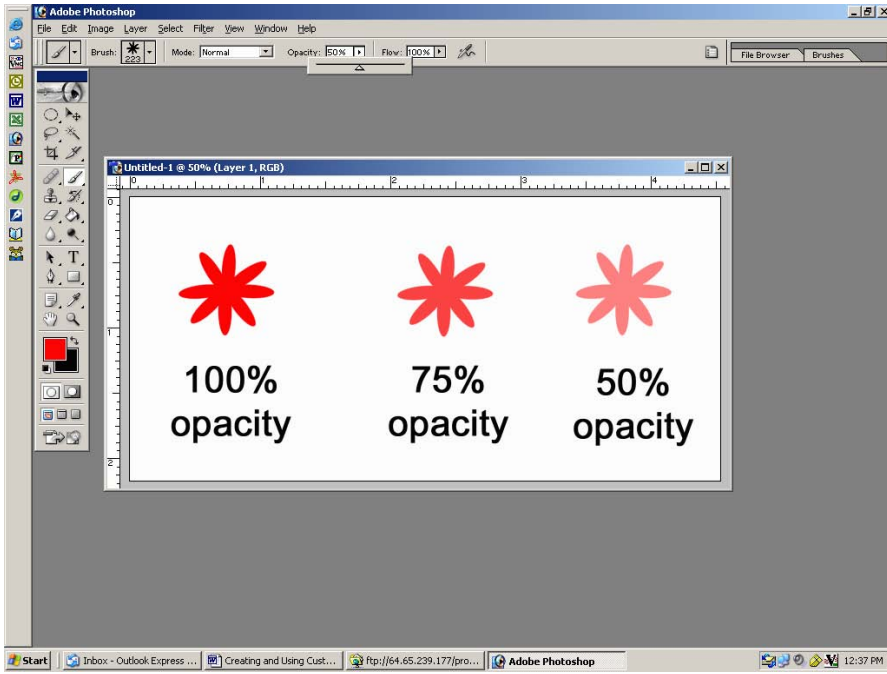 Adobe Photoshop
File Edit Image Layer Select Filter View Window Help
Brush: 223 Mode: Normal Opacity: 50% Flow: 100% File Browser Brushes
Untitled-1 @ 50% (Layer 1, RGB)
0 1 2 3 4
0
1
2
100% opacity
75% opacity
50% opacity
Start Inbox - Outlook Express ... Creating and Using Cust... ftp://64.65.239.177/pro... Adobe Photoshop 12:37 PM